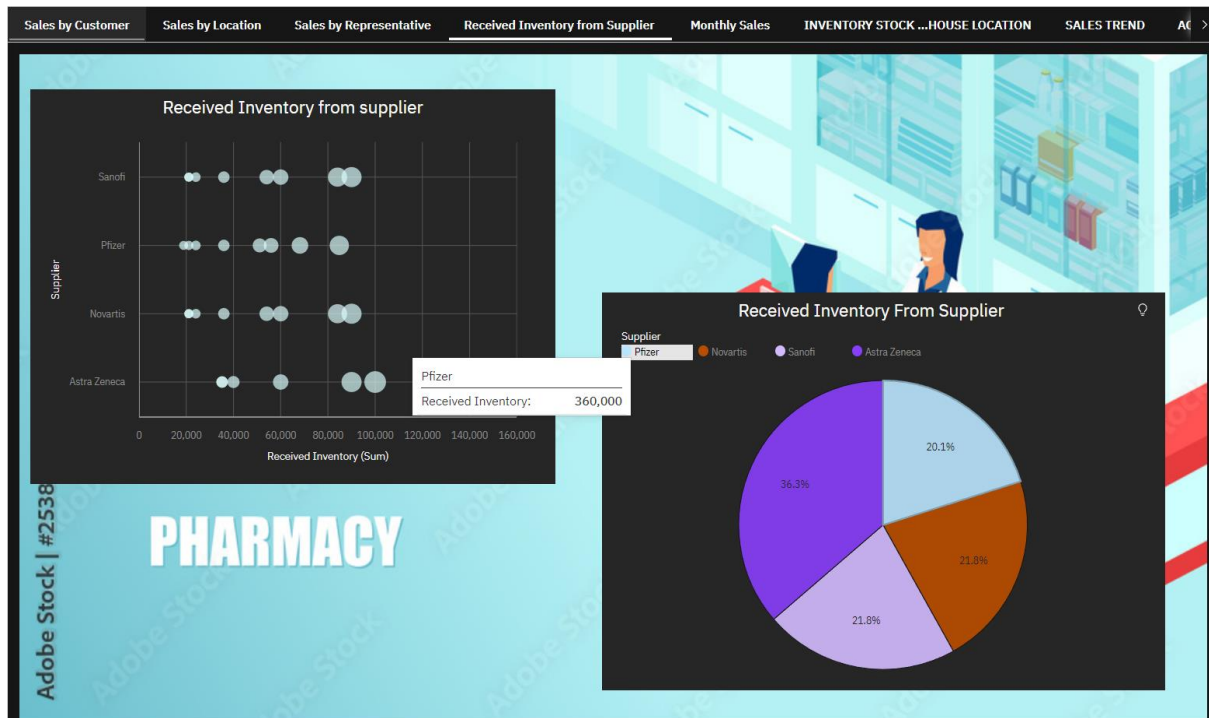 Sales by Customer
Sales by Location
Sales by Representative
Received Inventory from Supplier
Monthly Sales
INVENTORY STOCK ...HOUSE LOCATION
SALES TREND
Received Inventory from supplier
Supplier
Sanofi
Pfizer
Novartis
Astra Zeneca
0 20,000 40,000 60,000 80,000 100,000 120,000 140,000 160,000
Received Inventory (Sum)
Pfizer
Received Inventory: 360,000
Received Inventory From Supplier
Supplier
Pfizer Novartis Sanofi Astra Zeneca
20.1%
36.3%
21.8%
21.8%
PHARMACY
Adobe Stock | #2538
Adobe Stock